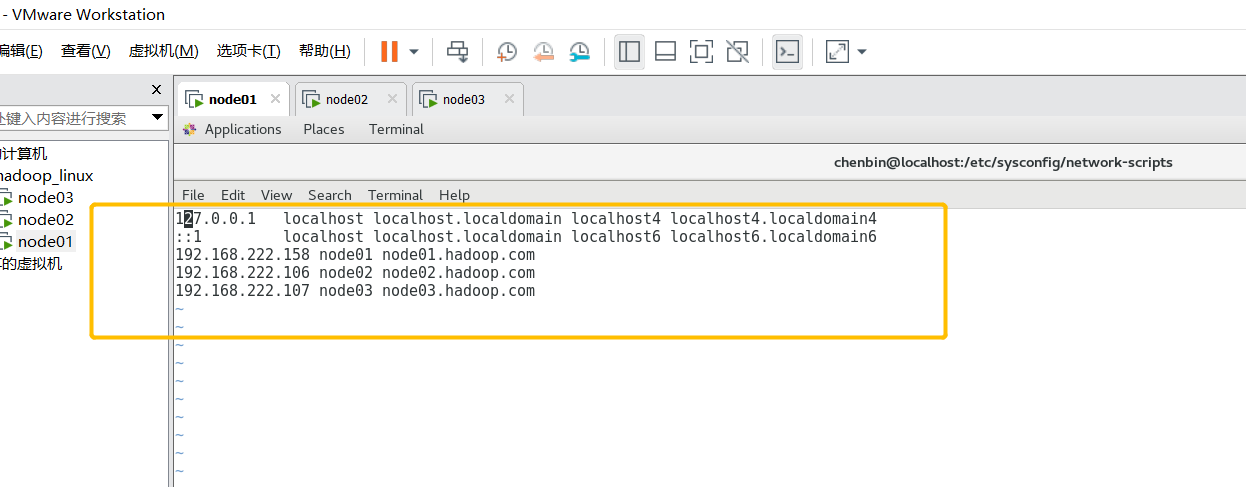 - VMware Workstation
编辑(E) 查看(V) 虚拟机(M) 选项卡(T) 帮助(H)
node01 node02 node03
处键入内容进行搜索
Applications Places Terminal
的计算机
chenbin@localhost:/etc/sysconfig/network-scripts
hadoop_linux
node03
node02
node01
的虚拟机
File Edit View Search Terminal Help
127.0.0.1 localhost localhost.localdomain localhost4 localhost4.localdomain4
::1 localhost localhost.localdomain localhost6 localhost6.localdomain6
192.168.222.158 node01 node01.hadoop.com
192.168.222.106 node02 node02.hadoop.com
192.168.222.107 node03 node03.hadoop.com
~
~
~
~
~
~
~
~
~
~